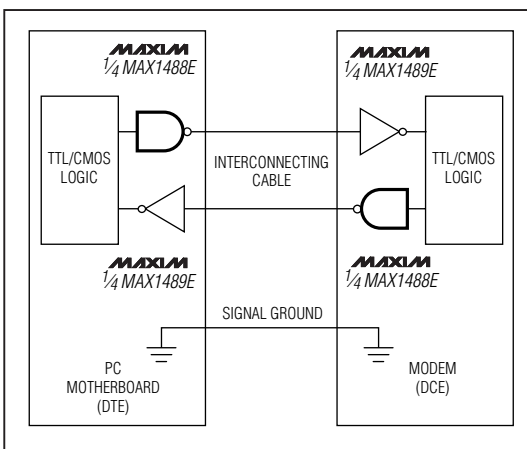 MAXIM
1/4 MAX1488E
MAXIM
1/4 MAX1489E
TTL/CMOS
LOGIC
INTERCONNECTING
CABLE
TTL/CMOS
LOGIC
MAXIM
1/4 MAX1489E
MAXIM
1/4 MAX1488E
SIGNAL GROUND
PC
MOTHERBOARD
(DTE)
MODEM
(DCE)